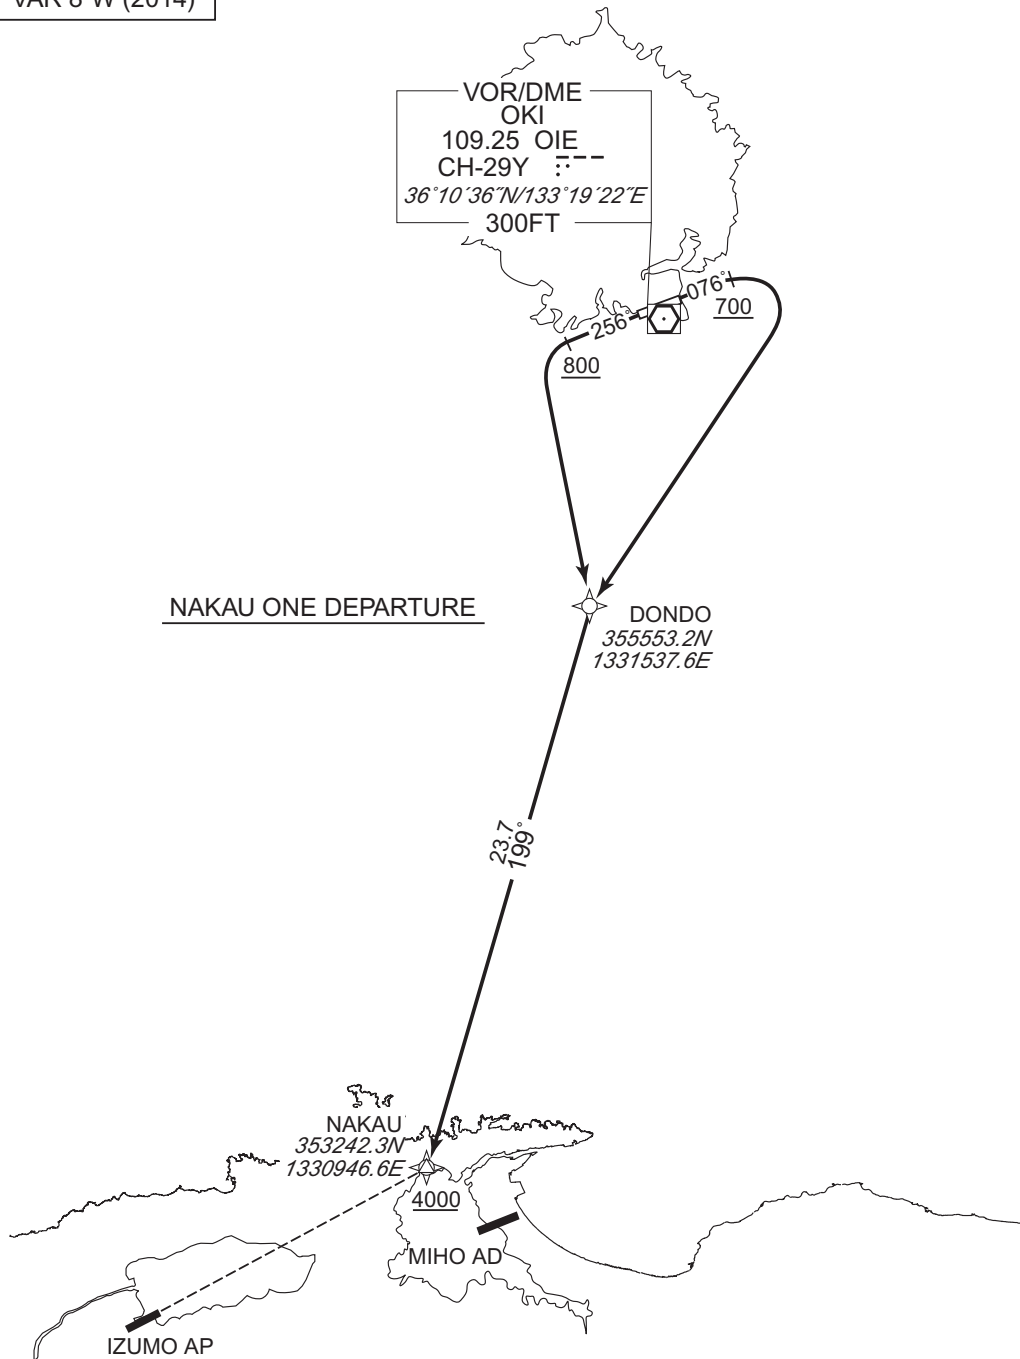 VAR 8°W (2014)
VOR/DME
OKI
109.25 OIE
CH-29Y
36°10´36˝N/133°19´22˝E
300FT
076°
700
256°
800
NAKAU ONE DEPARTURE
DONDO
355553.2N
1331537.6E
23.7
199°
NAKAU
353242.3N
1330946.6E
4000
MIHO AD
IZUMO AP